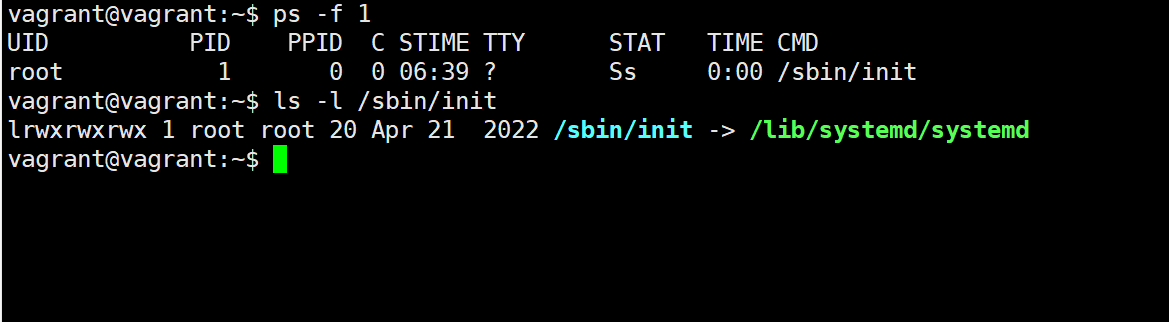 vagrant@vagrant:~$ ps -f 1
UID          PID    PPID  C STIME TTY      STAT   TIME CMD
root           1       0  0 06:39 ?        Ss     0:00 /sbin/init
vagrant@vagrant:~$ ls -l /sbin/init
lrwxrwxrwx 1 root root 20 Apr 21  2022 /sbin/init -> /lib/systemd/systemd
vagrant@vagrant:~$